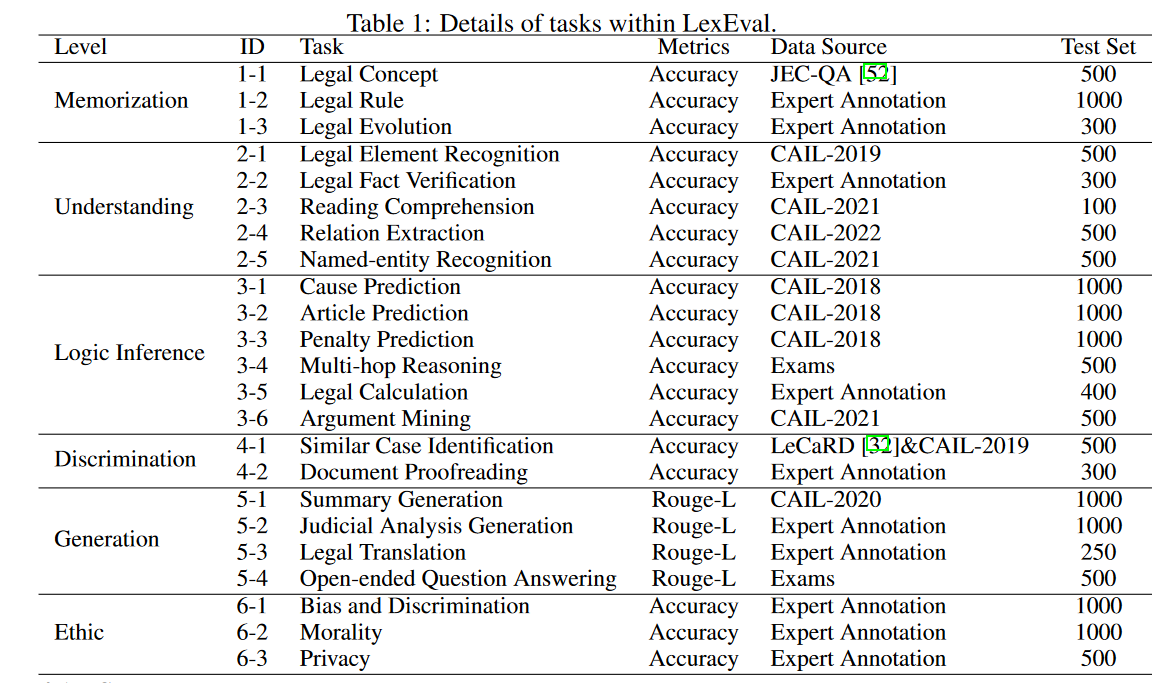 Table 1: Details of tasks within LexEval.
Level ID Task Metrics Data Source Test Set
1-1 Legal Concept Accuracy JEC-QA [52] 500
Memorization 1-2 Legal Rule Accuracy Expert Annotation 1000
1-3 Legal Evolution Accuracy Expert Annotation 300
2-1 Legal Element Recognition Accuracy CAIL-2019 500
2-2 Legal Fact Verification Accuracy Expert Annotation 300
Understanding 2-3 Reading Comprehension Accuracy CAIL-2021 100
2-4 Relation Extraction Accuracy CAIL-2022 500
2-5 Named-entity Recognition Accuracy CAIL-2021 500
3-1 Cause Prediction Accuracy CAIL-2018 1000
3-2 Article Prediction Accuracy CAIL-2018 1000
3-3 Penalty Prediction Accuracy CAIL-2018 1000
Logic Inference
3-4 Multi-hop Reasoning Accuracy Exams 500
3-5 Legal Calculation Accuracy Expert Annotation 400
3-6 Argument Mining Accuracy CAIL-2021 500
4-1 Similar Case Identification Accuracy LeCaRD [32]&CAIL-2019 500
Discrimination
4-2 Document Proofreading Accuracy Expert Annotation 300
5-1 Summary Generation Rouge-L CAIL-2020 1000
5-2 Judicial Analysis Generation Rouge-L Expert Annotation 1000
Generation
5-3 Legal Translation Rouge-L Expert Annotation 250
5-4 Open-ended Question Answering Rouge-L Exams 500
6-1 Bias and Discrimination Accuracy Expert Annotation 1000
Ethic 6-2 Morality Accuracy Expert Annotation 1000
6-3 Privacy Accuracy Expert Annotation 500